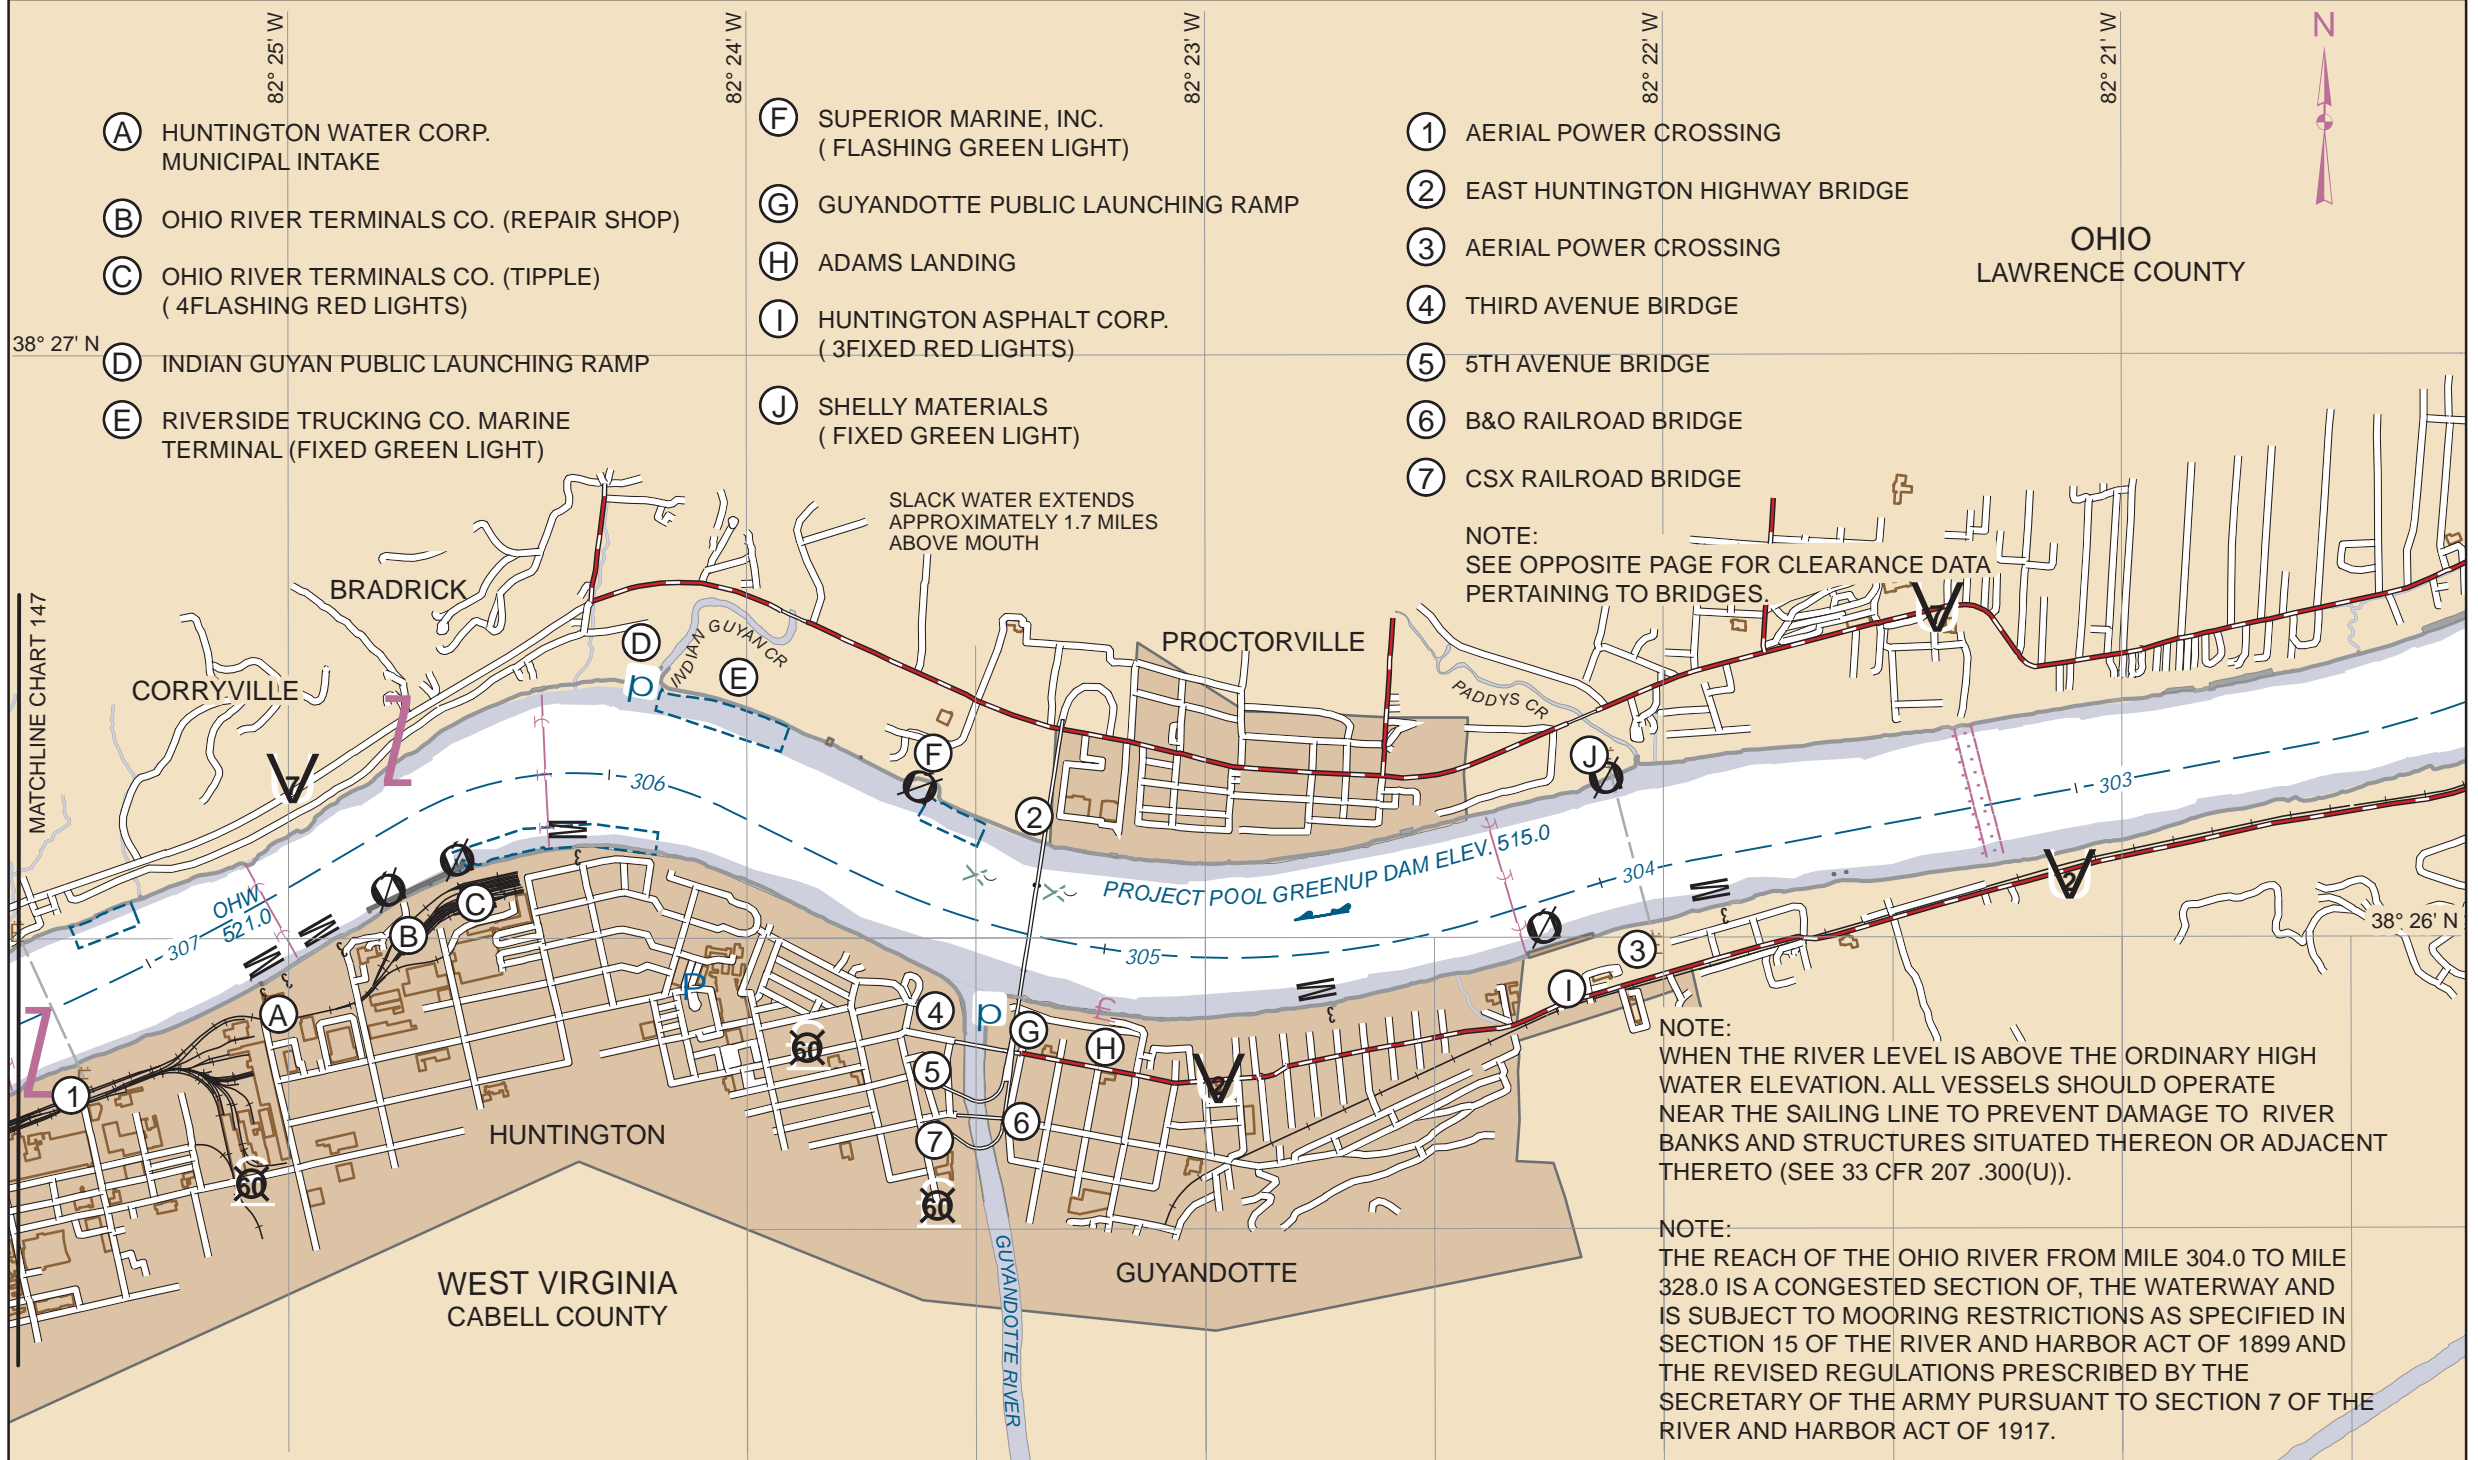 82° 25' W
82° 24' W
82° 23' W
82° 22' W
82° 21' W
N
A HUNTINGTON WATER CORP.
MUNICIPAL INTAKE
B OHIO RIVER TERMINALS CO. (REPAIR SHOP)
C OHIO RIVER TERMINALS CO. (TIPPLE)
( 4FLASHING RED LIGHTS)
38° 27' N
D INDIAN GUYAN PUBLIC LAUNCHING RAMP
E RIVERSIDE TRUCKING CO. MARINE
TERMINAL (FIXED GREEN LIGHT)
F SUPERIOR MARINE, INC.
( FLASHING GREEN LIGHT)
G GUYANDOTTE PUBLIC LAUNCHING RAMP
H ADAMS LANDING
I HUNTINGTON ASPHALT CORP.
( 3FIXED RED LIGHTS)
J SHELLY MATERIALS
( FIXED GREEN LIGHT)
1 AERIAL POWER CROSSING
2 EAST HUNTINGTON HIGHWAY BRIDGE
3 AERIAL POWER CROSSING
4 THIRD AVENUE BIRDGE
5 5TH AVENUE BRIDGE
6 B&O RAILROAD BRIDGE
7 CSX RAILROAD BRIDGE
NOTE:
SEE OPPOSITE PAGE FOR CLEARANCE DATA
PERTAINING TO BRIDGES.
OHIO
LAWRENCE COUNTY
SLACK WATER EXTENDS
APPROXIMATELY 1.7 MILES
ABOVE MOUTH
MATCHLINE CHART 147
BRADRICK
CORRYVILLE
D
p
INDIAN GUYAN CR
E
F
PROCTORVILLE
PADDYS CR
J
7
7
306
2
303
PROJECT POOL GREENUP DAM ELEV. 515.0
304
OHW
521.0
307
305
2
38° 26' N
C
B
A
1
P
60
60
60
4
p
G
H
5
6
7
3
I
HUNTINGTON
WEST VIRGINIA
CABELL COUNTY
GUYANDOTTE
GUYANDOTTE RIVER
NOTE:
WHEN THE RIVER LEVEL IS ABOVE THE ORDINARY HIGH
WATER ELEVATION. ALL VESSELS SHOULD OPERATE
NEAR THE SAILING LINE TO PREVENT DAMAGE TO RIVER
BANKS AND STRUCTURES SITUATED THEREON OR ADJACENT
THERETO (SEE 33 CFR 207 .300(U)).
NOTE:
THE REACH OF THE OHIO RIVER FROM MILE 304.0 TO MILE
328.0 IS A CONGESTED SECTION OF, THE WATERWAY AND
IS SUBJECT TO MOORING RESTRICTIONS AS SPECIFIED IN
SECTION 15 OF THE RIVER AND HARBOR ACT OF 1899 AND
THE REVISED REGULATIONS PRESCRIBED BY THE
SECRETARY OF THE ARMY PURSUANT TO SECTION 7 OF THE
RIVER AND HARBOR ACT OF 1917.